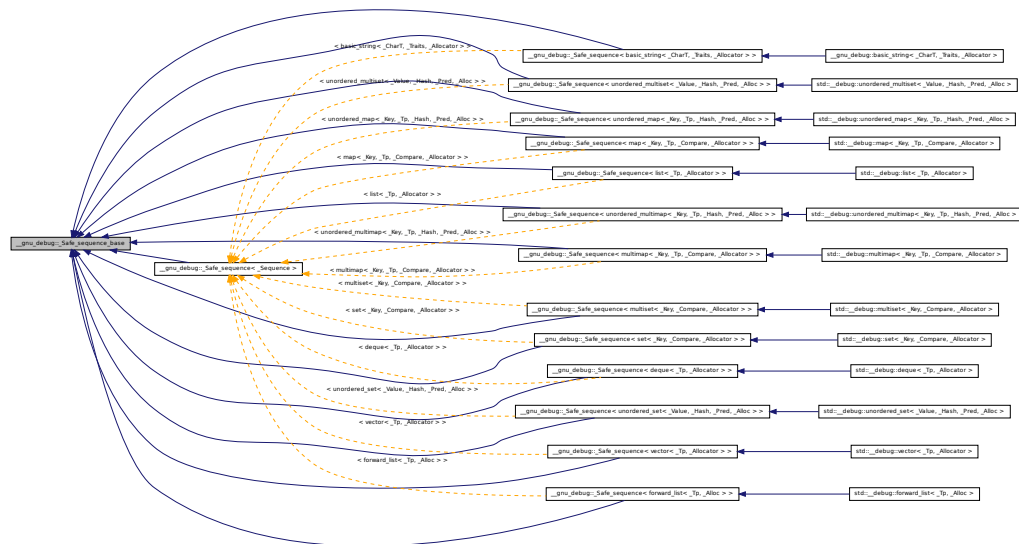 < basic_string< _CharT, _Traits, _Allocator > >
__gnu_debug::_Safe_sequence< basic_string< _CharT, _Traits, _Allocator > >
__gnu_debug::basic_string< _CharT, _Traits, _Allocator >
< unordered_multiset< _Value, _Hash, _Pred, _Alloc > >
__gnu_debug::_Safe_sequence< unordered_multiset< _Value, _Hash, _Pred, _Alloc > >
std::__debug::unordered_multiset< _Value, _Hash, _Pred, _Alloc >
< unordered_map< _Key, _Tp, _Hash, _Pred, _Alloc > >
__gnu_debug::_Safe_sequence< unordered_map< _Key, _Tp, _Hash, _Pred, _Alloc > >
std::__debug::unordered_map< _Key, _Tp, _Hash, _Pred, _Alloc >
< map< _Key, _Tp, _Compare, _Allocator > >
__gnu_debug::_Safe_sequence< map< _Key, _Tp, _Compare, _Allocator > >
std::__debug::map< _Key, _Tp, _Compare, _Allocator >
< list< _Tp, _Allocator > >
__gnu_debug::_Safe_sequence< list< _Tp, _Allocator > >
std::__debug::list< _Tp, _Allocator >
< unordered_multimap< _Key, _Tp, _Hash, _Pred, _Alloc > >
__gnu_debug::_Safe_sequence< unordered_multimap< _Key, _Tp, _Hash, _Pred, _Alloc > >
std::__debug::unordered_multimap< _Key, _Tp, _Hash, _Pred, _Alloc >
__gnu_debug::_Safe_sequence_base
__gnu_debug::_Safe_sequence< _Sequence >
< multimap< _Key, _Tp, _Compare, _Allocator > >
__gnu_debug::_Safe_sequence< multimap< _Key, _Tp, _Compare, _Allocator > >
std::__debug::multimap< _Key, _Tp, _Compare, _Allocator >
< multiset< _Key, _Compare, _Allocator > >
__gnu_debug::_Safe_sequence< multiset< _Key, _Compare, _Allocator > >
std::__debug::multiset< _Key, _Compare, _Allocator >
< set< _Key, _Compare, _Allocator > >
__gnu_debug::_Safe_sequence< set< _Key, _Compare, _Allocator > >
std::__debug::set< _Key, _Compare, _Allocator >
< deque< _Tp, _Allocator > >
__gnu_debug::_Safe_sequence< deque< _Tp, _Allocator > >
std::__debug::deque< _Tp, _Allocator >
< unordered_set< _Value, _Hash, _Pred, _Alloc > >
__gnu_debug::_Safe_sequence< unordered_set< _Value, _Hash, _Pred, _Alloc > >
std::__debug::unordered_set< _Value, _Hash, _Pred, _Alloc >
< vector< _Tp, _Allocator > >
__gnu_debug::_Safe_sequence< vector< _Tp, _Allocator > >
std::__debug::vector< _Tp, _Allocator >
< forward_list< _Tp, _Alloc > >
__gnu_debug::_Safe_sequence< forward_list< _Tp, _Alloc > >
std::__debug::forward_list< _Tp, _Alloc >